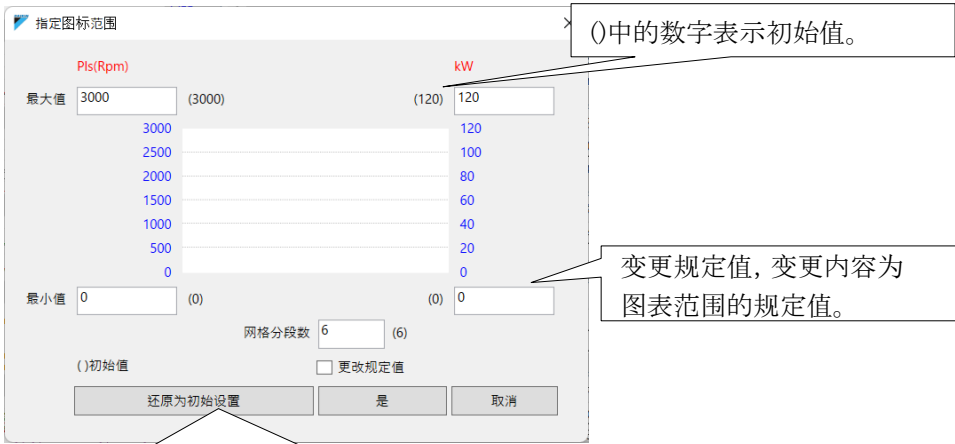 指定图标范围
()中的数字表示初始值。
Pls(Rpm) kW
最大值 3000 (3000) (120) 120
3000 120
2500 100
2000 80
1500 60
1000 40
500 20
0 0
变更规定值, 变更内容为
图表范围的规定值。
最小值 0 (0) (0) 0
网格分段数 6 (6)
( )初始值 更改规定值
还原为初始设置 是 取消